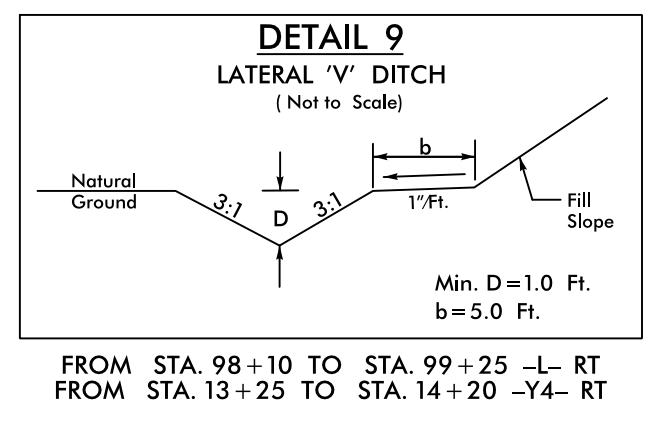 DETAIL 9
LATERAL 'V' DITCH
( Not to Scale)
b
Natural
Ground
3:1
D
3:1
1"/Ft.
Fill
Slope
Min. D=1.0 Ft.
b=5.0 Ft.
FROM STA. 98+10 TO STA. 99+25 -L- RT
FROM STA. 13+25 TO STA. 14+20 -Y4- RT